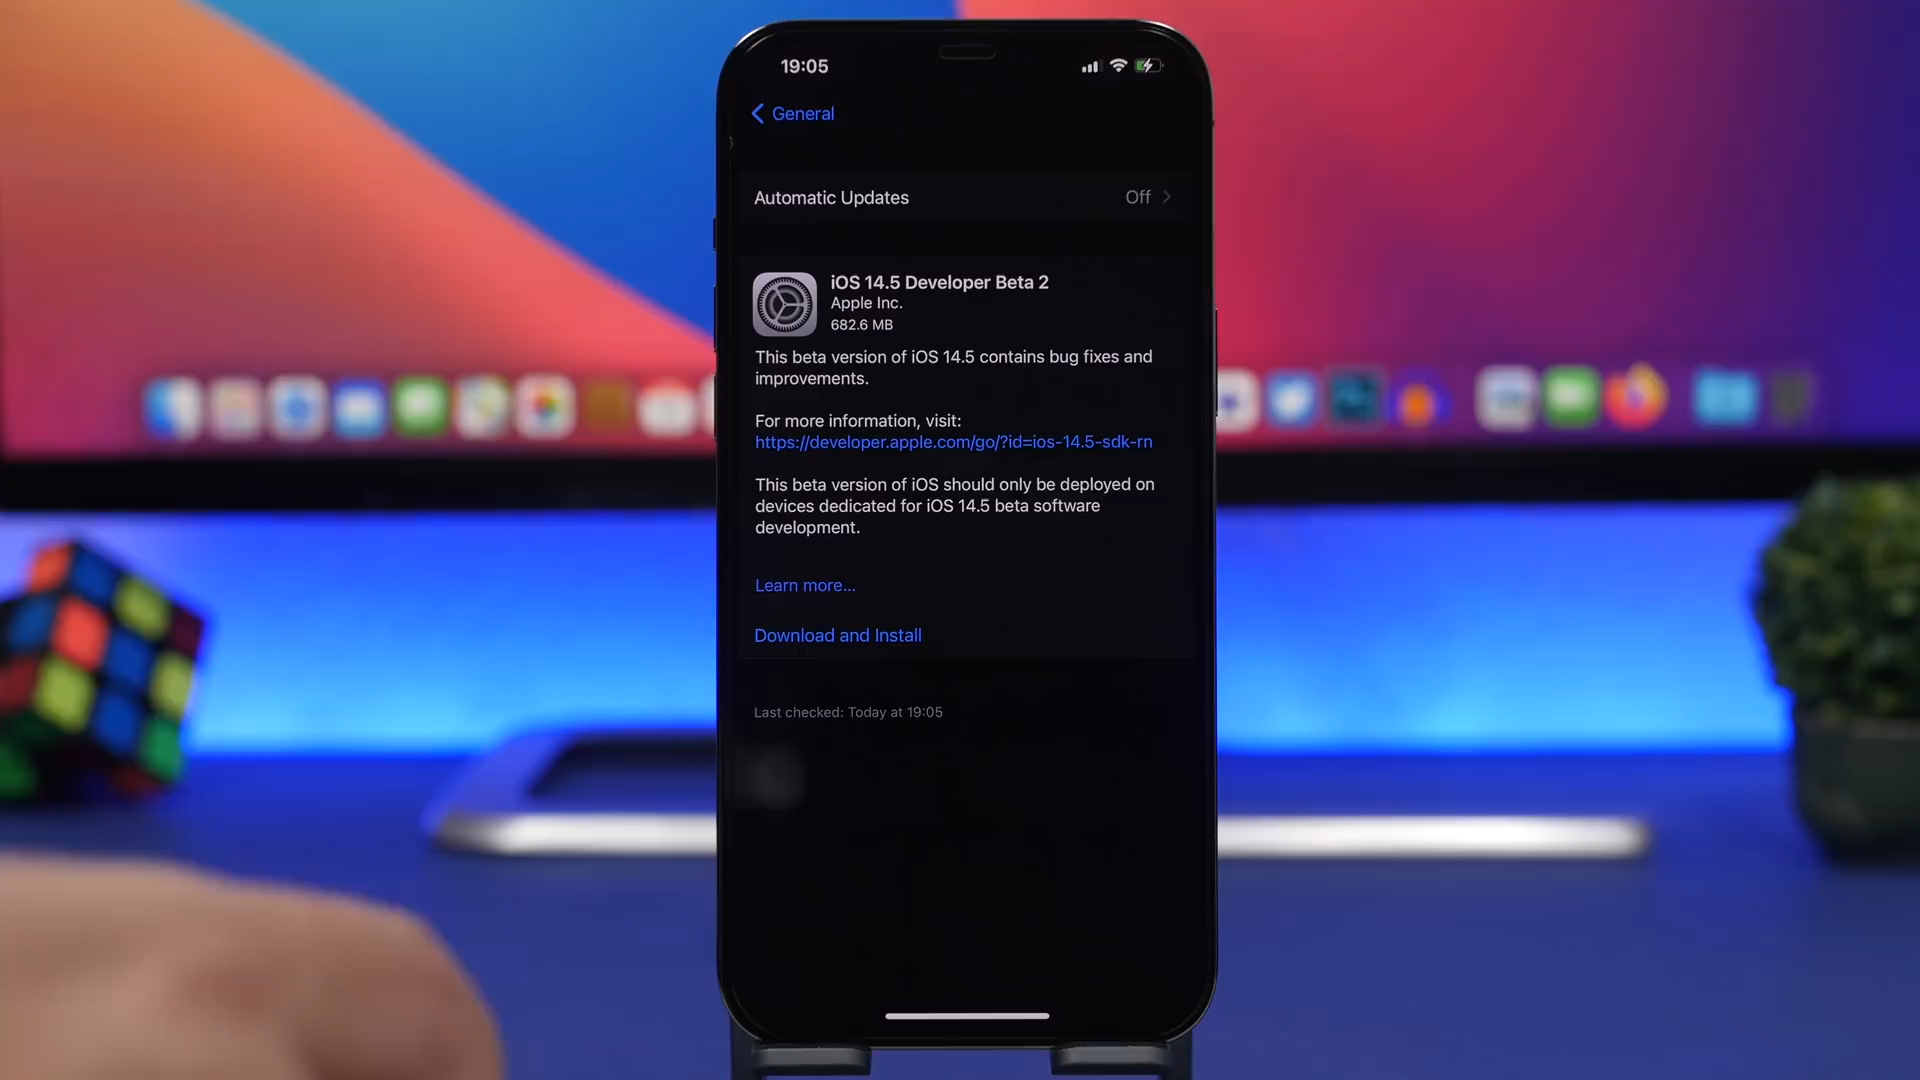 19:05
General
Automatic Updates Off
iOS 14.5 Developer Beta 2
Apple Inc.
682.6 MB
This beta version of iOS 14.5 contains bug fixes and
improvements.
For more information, visit:
https://developer.apple.com/go/?id=ios-14.5-sdk-rn
This beta version of iOS should only be deployed on
devices dedicated for iOS 14.5 beta software
development.
Learn more...
Download and Install
Last checked: Today at 19:05